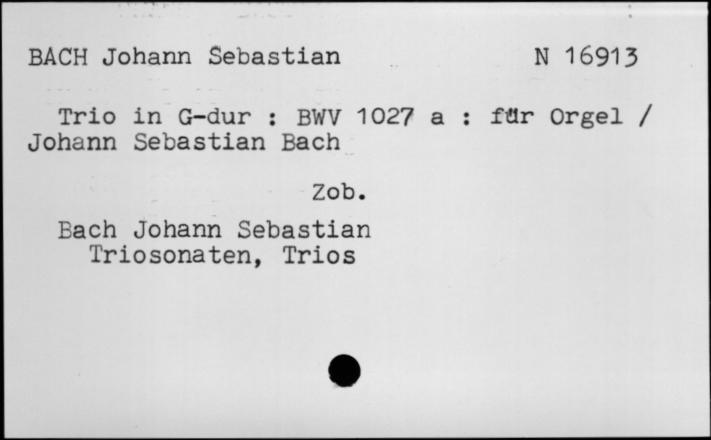 BACH Johann Sebastian N 16913
Trio in G-dur : BWV 1027 a : für Orgel /
Johann Sebastian Bach
Zob.
Bach Johann Sebastian
Triosonaten, Trios